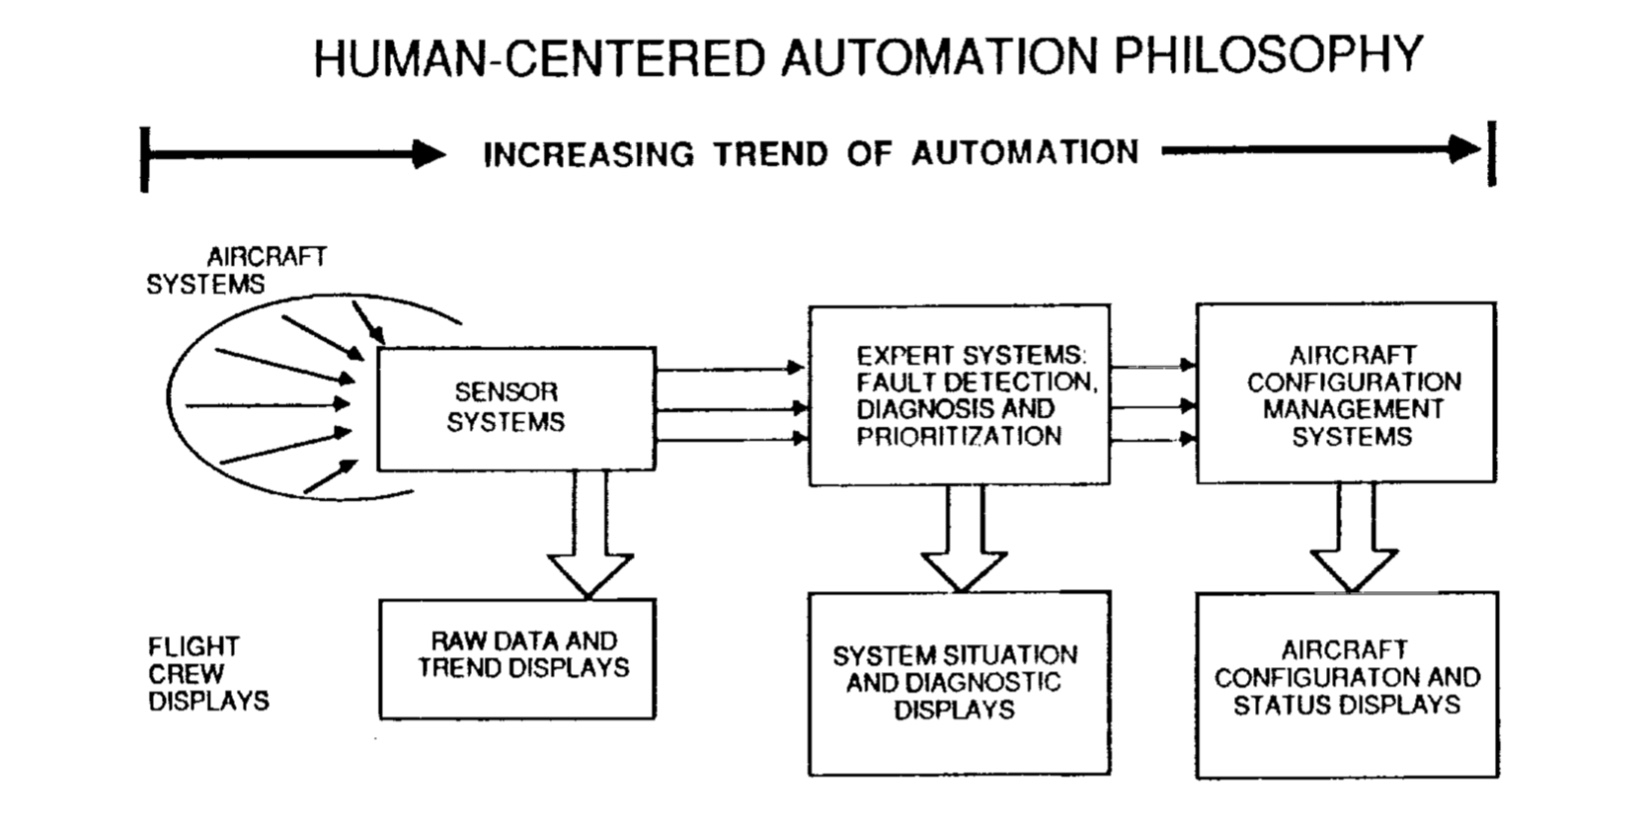 HUMAN-CENTERED AUTOMATION PHILOSOPHY
INCREASING TREND OF AUTOMATION
AIRCRAFT
SYSTEMS
SENSOR
SYSTEMS
EXPERT SYSTEMS:
FAULT DETECTION,
DIAGNOSIS AND
PRIORITIZATION
AIRCRAFT
CONFIGURATION
MANAGEMENT
SYSTEMS
FLIGHT
CREW
DISPLAYS
RAW DATA AND
TREND DISPLAYS
SYSTEM SITUATION
AND DIAGNOSTIC
DISPLAYS
AIRCRAFT
CONFIGURATON AND
STATUS DISPLAYS